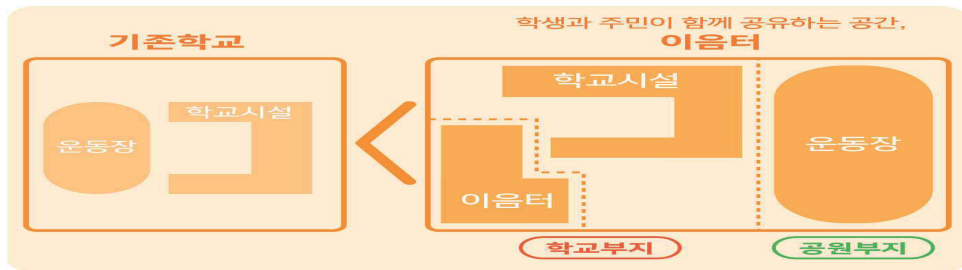 학생과 주민이 함께 공유하는 공간,
기존학교
이음터
운동장
학교시설
학교시설
이음터
운동장
학교부지
공원부지